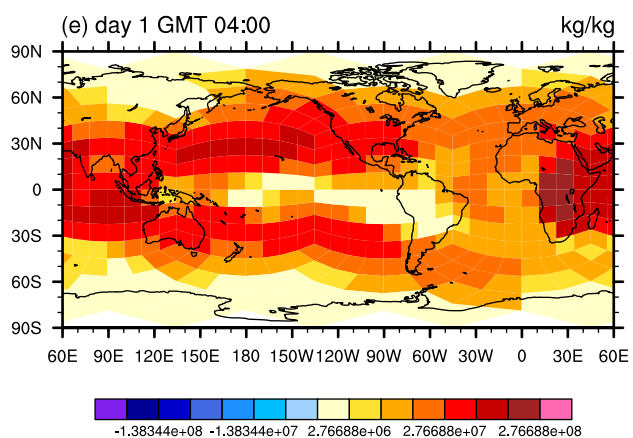 (e) day 1 GMT 04:00 kg/kg
90N
60N
30N
0
30S
60S
90S
60E 90E 120E 150E 180 150W 120W 90W 60W 30W 0 30E 60E
-1.38344e+08 -1.38344e+07 2.76688e+06 2.76688e+07 2.76688e+08